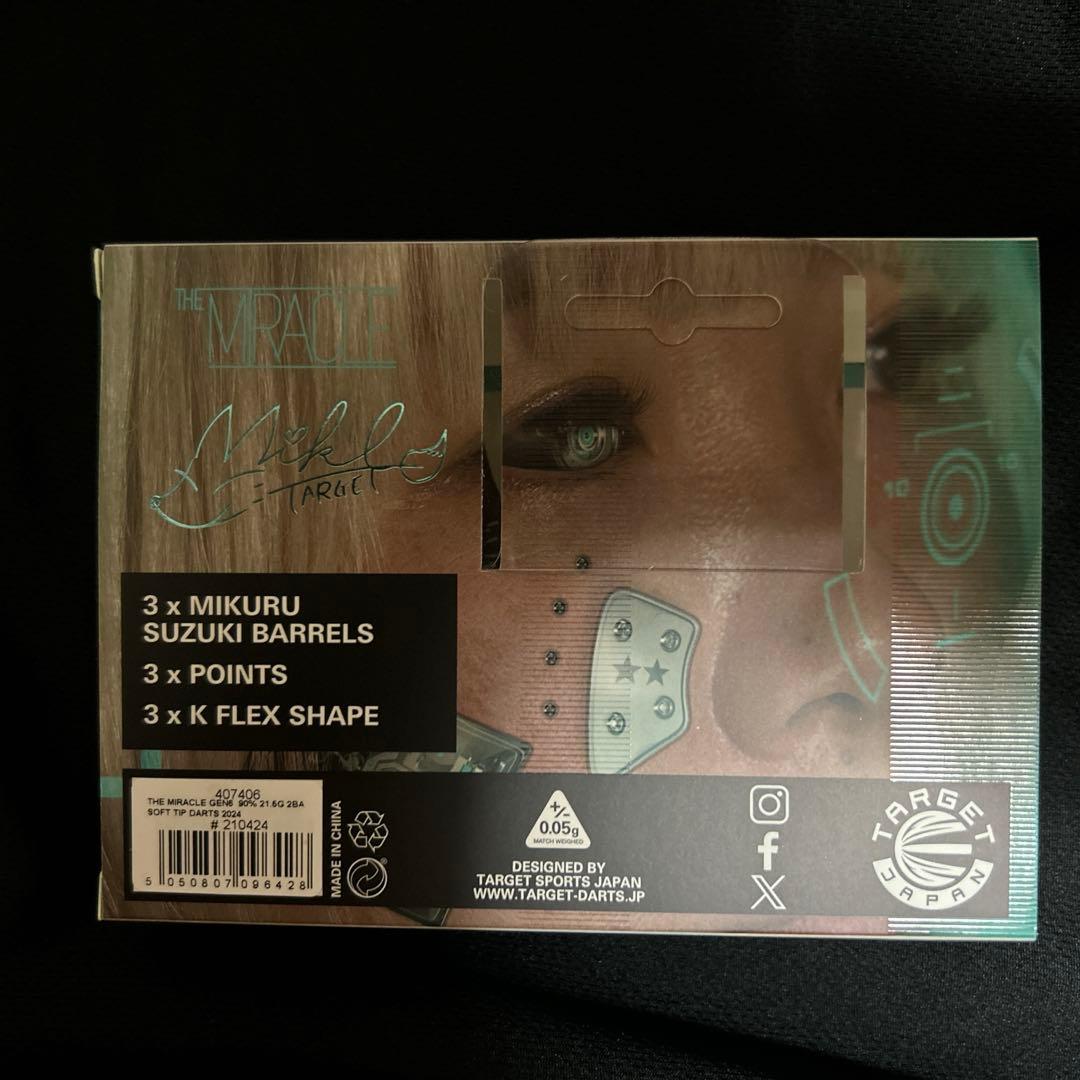 THE MIRACLE
Mikl
TARGET
3 x MIKURU
SUZUKI BARRELS
3 x POINTS
3 x K FLEX SHAPE
407406
THE MIRACLE GEN6 90% 21.5G 2BA
SOFT TIP DARTS 2024
# 210424
5 050807 096428
MADE IN CHINA
+/-
0.05g
MATCH WEIGHED
DESIGNED BY
TARGET SPORTS JAPAN
WWW.TARGET-DARTS.JP
TARGET
JAPAN
10